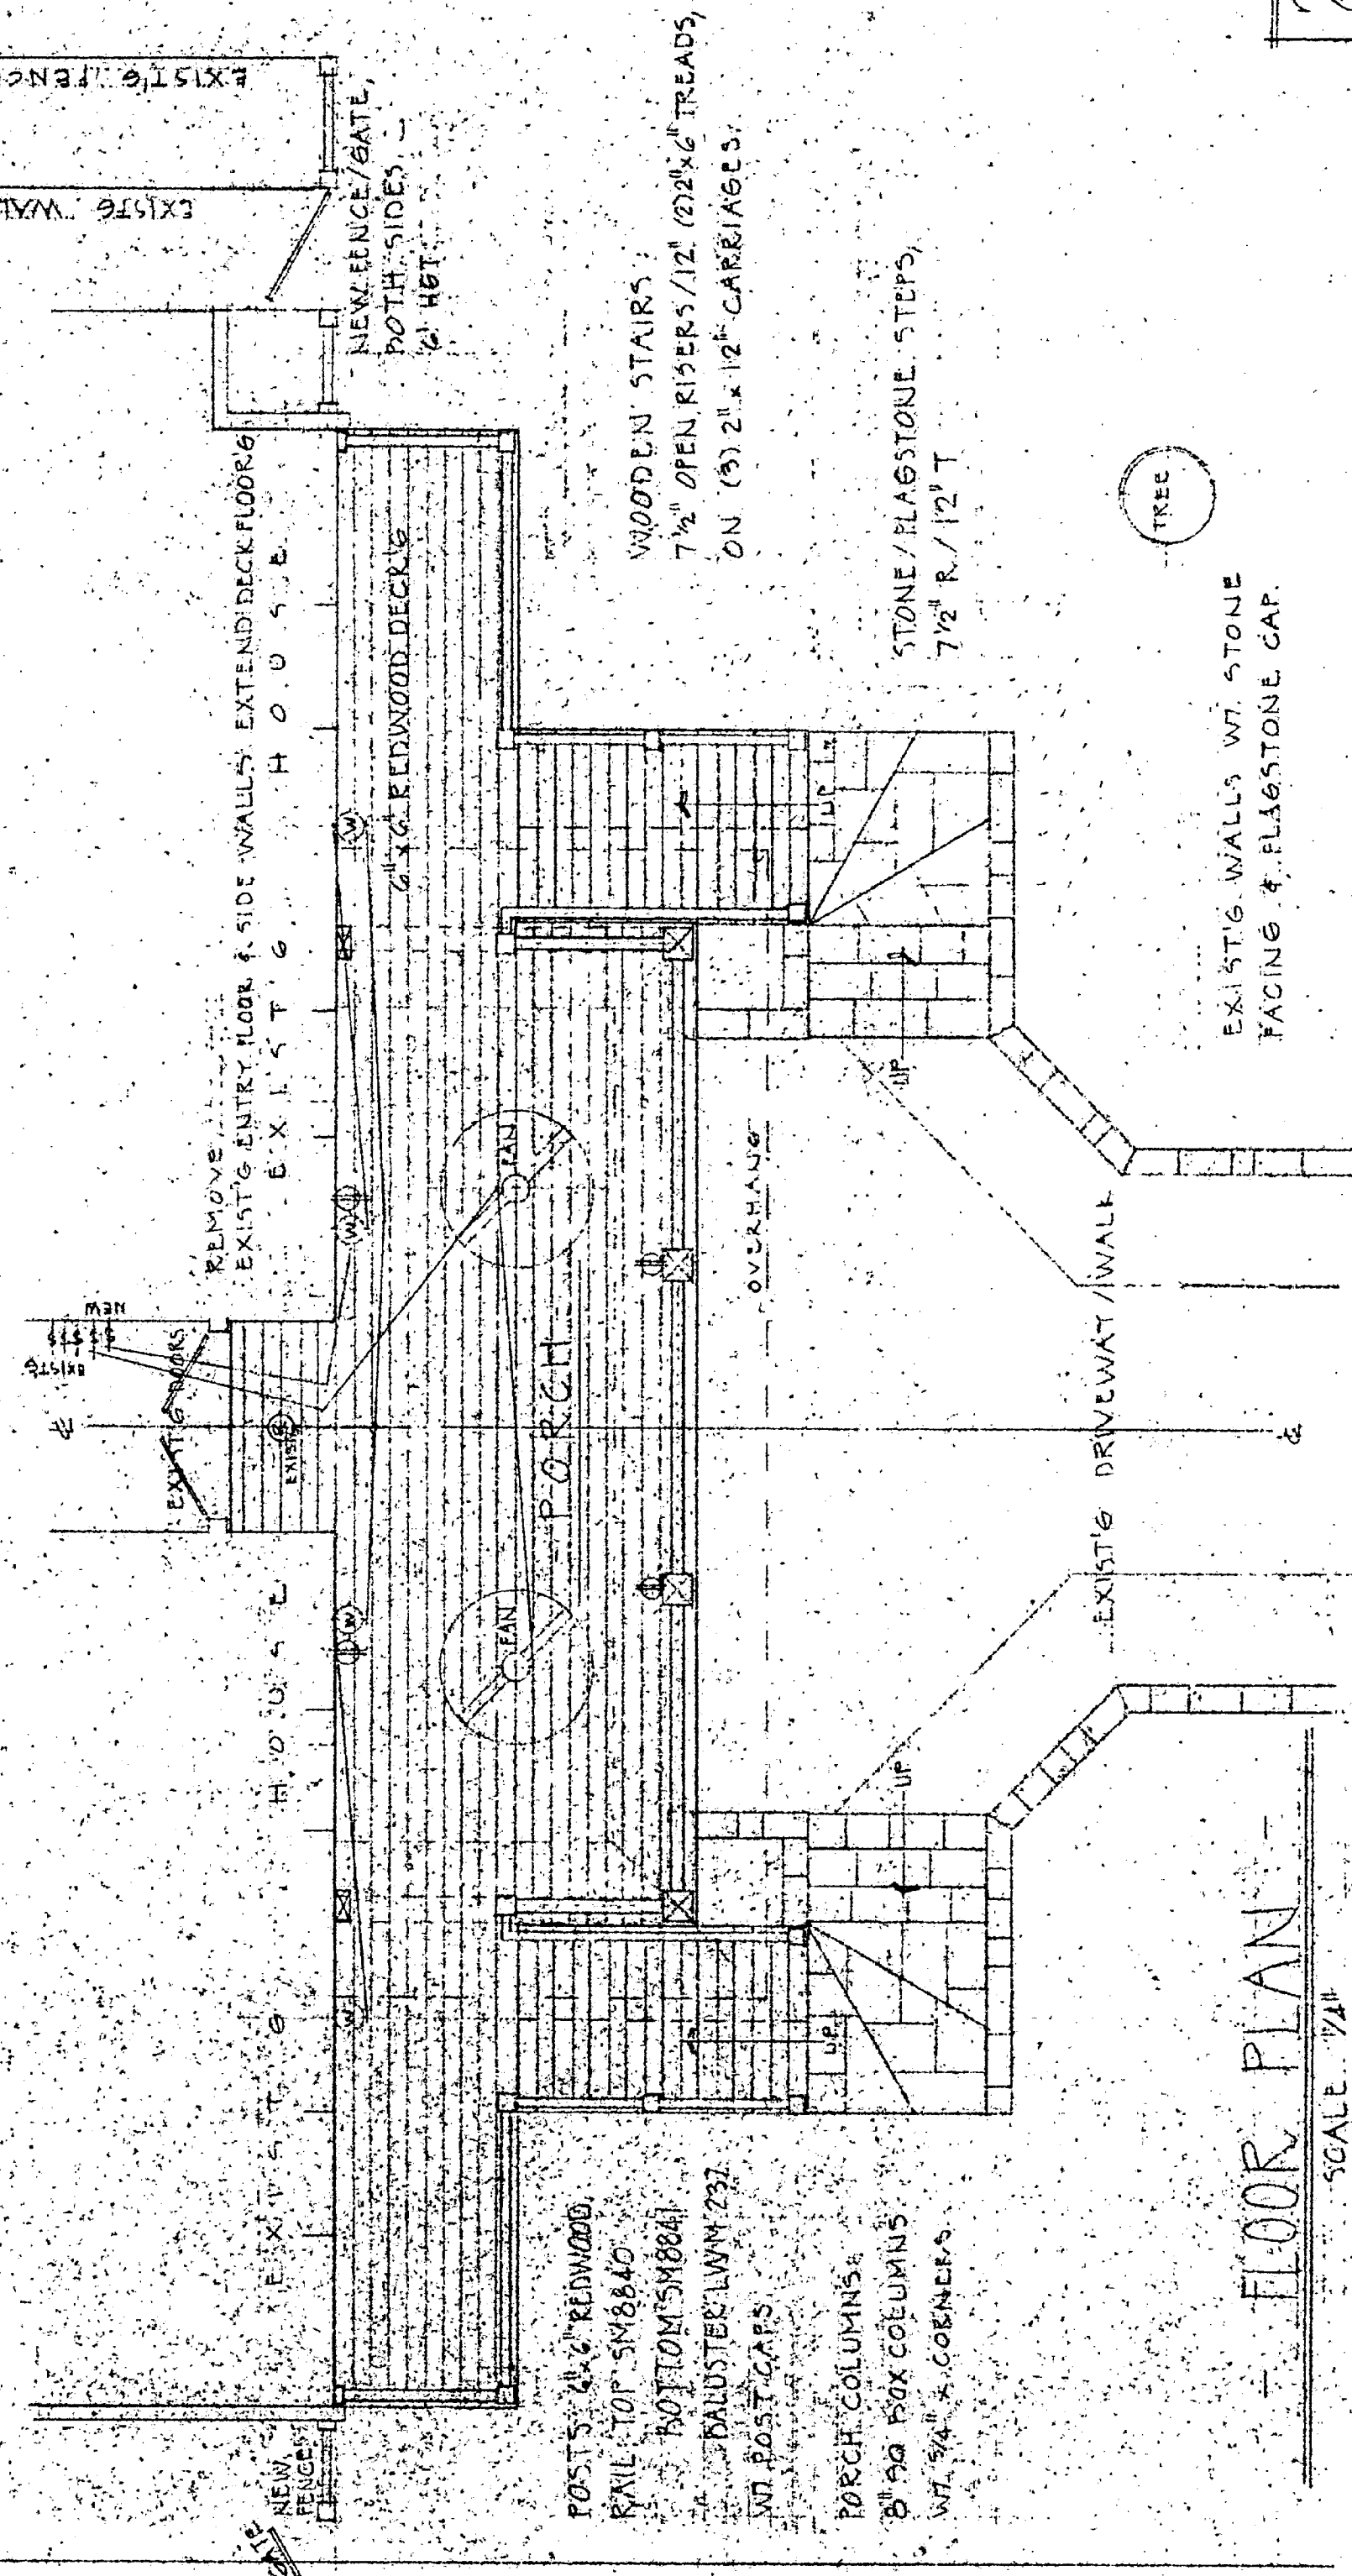 EXIST'G FENC
EXIST'G WAL
NEW FENCE/GATE,
BOTH SIDES,
6' HGT.
REMOVE
EXIST'G ENTRY FLOOR & SIDE WALLS EXTEND DECK FLOOR'G
EXIST'G HOUSE
EXIST'G HOUSE
NEW
EXIST'G
EXIST'G DOORS
EXIST'G
6"x6' REDWOOD DECK'G
W
W
W
W
FAN
FAN
PORCH
OVERHANG
UP
UP
UP
UP
WOODEN STAIRS:
7½" OPEN RISERS/12" (2)2"x6" TREADS,
ON (3) 2"x12" CARRIAGES.
STONE/FLAGSTONE STEPS,
7½" R/12" T
TREE
EXIST'G WALLS W/ STONE
FACING & FLAGSTONE CAP.
EXIST'G DRIVEWAY/WALK
NEW
FENCE
POSTS 6"x6" REDWOOD
RAIL TOP SM8840
BOTTOM SM8841
BALUSTER LWM 237
W/ POST CAPS
PORCH COLUMNS:
8" SQ BOX COLUMNS
W/ 5/4" x CORNERS.
- FLOOR PLAN -
SCALE 1/4"